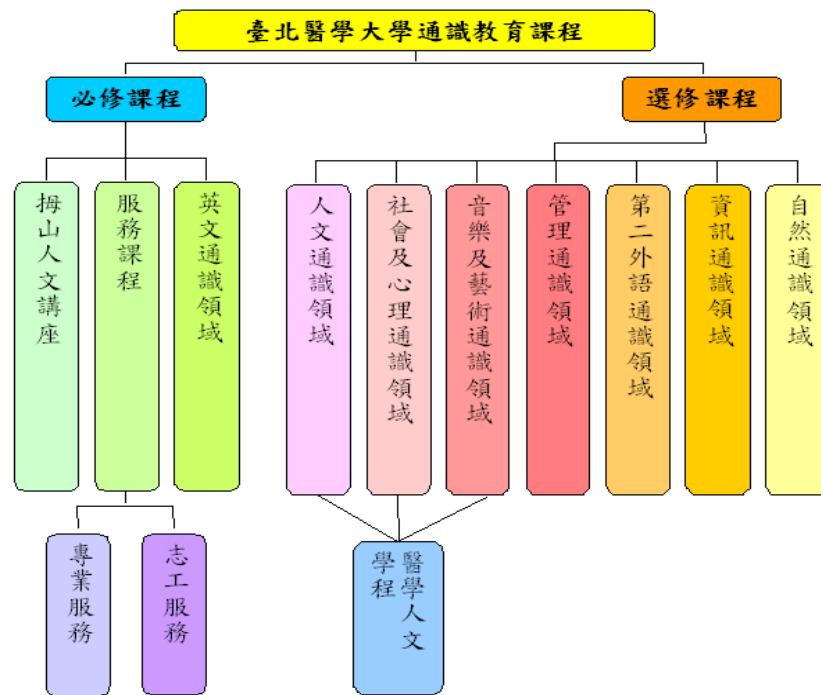 臺北醫學大學通識教育課程
必修課程
選修課程
拇山人文講座
服務課程
英文通識領域
人文通識領域
社會及心理通識領域
音樂及藝術通識領域
管理通識領域
第二外語通識領域
資訊通識領域
自然通識領域
專業服務
志工服務
醫學人文
學程